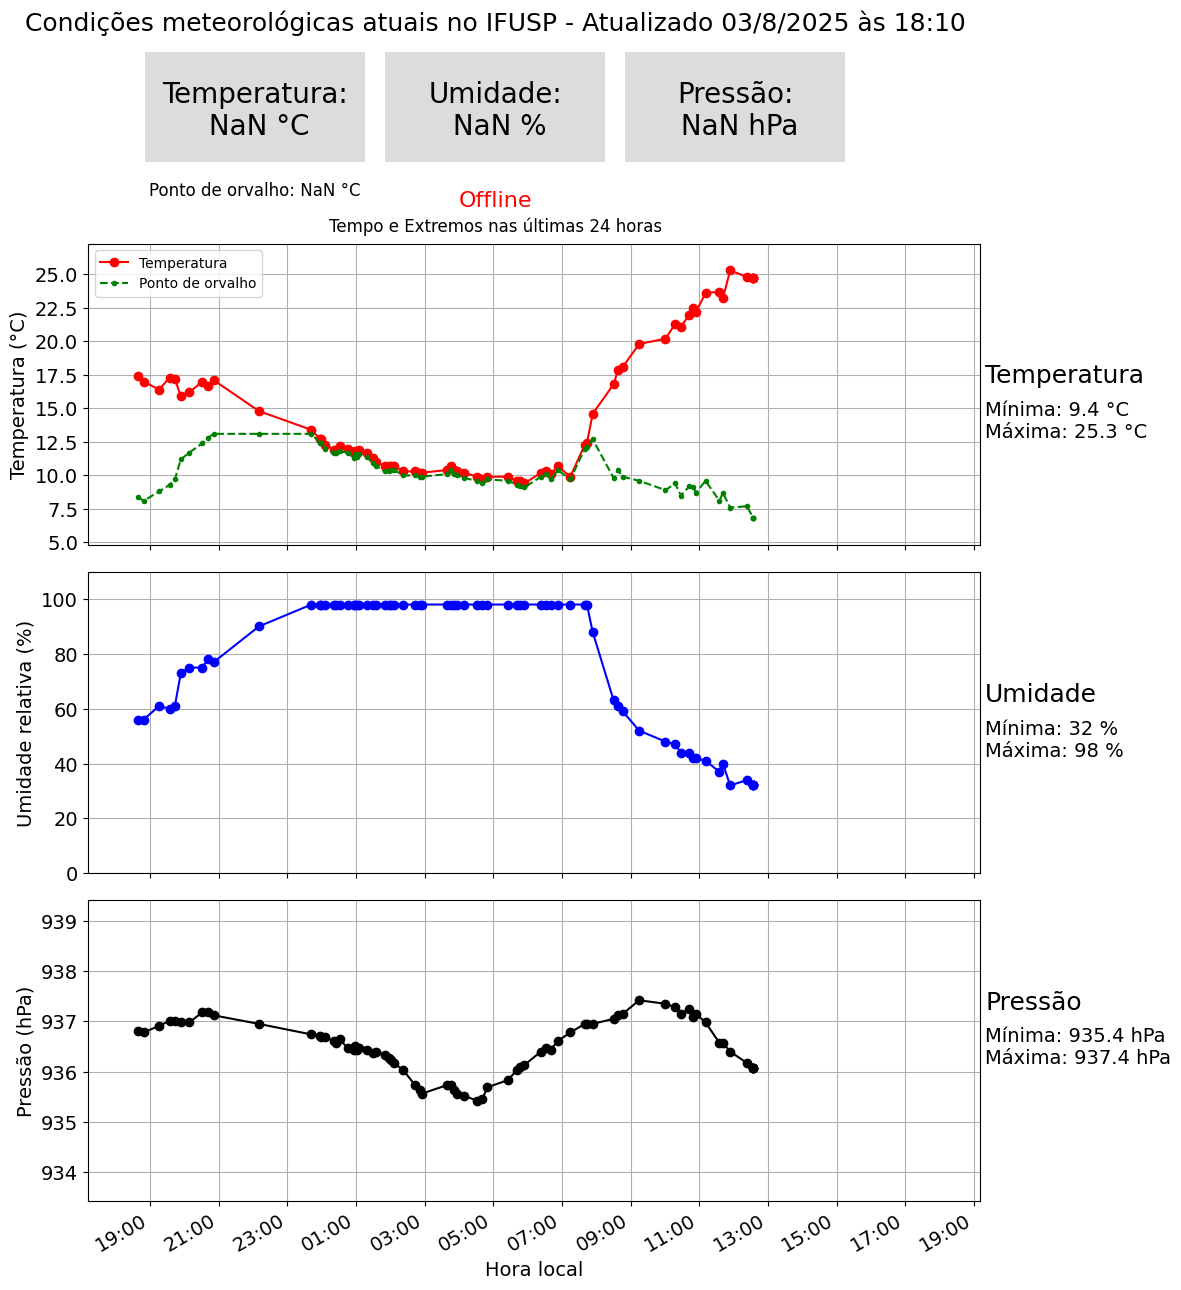 Condições meteorológicas atuais no IFUSP - Atualizado 03/8/2025 às 18:10
Temperatura:
NaN °C
Umidade:
NaN %
Pressão:
NaN hPa
Ponto de orvalho: NaN °C
Offline
Tempo e Extremos nas últimas 24 horas
Temperatura
Ponto de orvalho
Temperatura (°C)
25.0
22.5
20.0
17.5
15.0
12.5
10.0
7.5
5.0
Temperatura
Mínima: 9.4 °C
Máxima: 25.3 °C
Umidade relativa (%)
100
80
60
40
20
0
Umidade
Mínima: 32 %
Máxima: 98 %
Pressão (hPa)
939
938
937
936
935
934
Pressão
Mínima: 935.4 hPa
Máxima: 937.4 hPa
19:00
21:00
23:00
01:00
03:00
05:00
07:00
09:00
11:00
13:00
15:00
17:00
19:00
Hora local